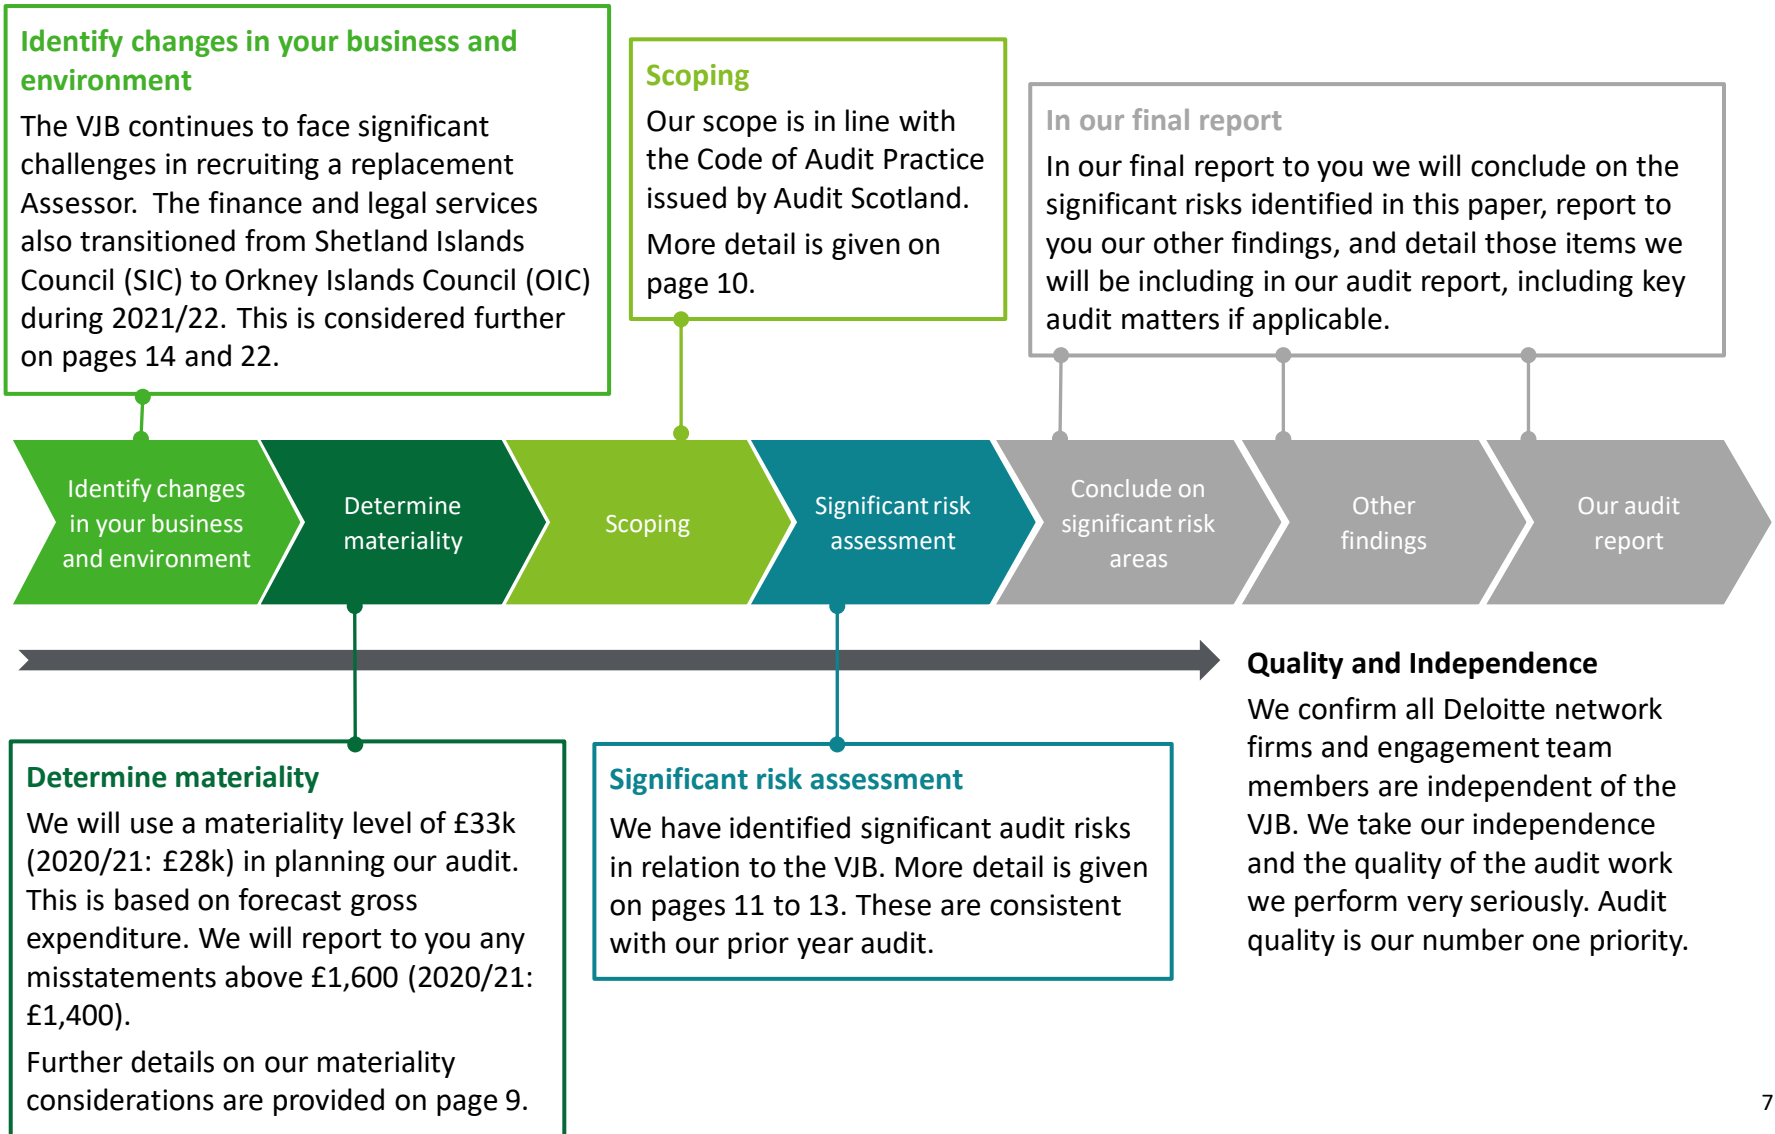 Identify changes in your business and
environment
The VJB continues to face significant
challenges in recruiting a replacement
Assessor.  The finance and legal services
also transitioned from Shetland Islands
Council (SIC) to Orkney Islands Council (OIC)
during 2021/22. This is considered further
on pages 14 and 22.
Scoping
Our scope is in line with
the Code of Audit Practice
issued by Audit Scotland.
More detail is given on
page 10.
In our final report
In our final report to you we will conclude on the
significant risks identified in this paper, report to
you our other findings, and detail those items we
will be including in our audit report, including key
audit matters if applicable.
Identify changes
in your business
and environment
Determine
materiality
Scoping
Significant risk
assessment
Conclude on
significant risk
areas
Other
findings
Our audit
report
Determine materiality
We will use a materiality level of £33k
(2020/21: £28k) in planning our audit.
This is based on forecast gross
expenditure. We will report to you any
misstatements above £1,600 (2020/21:
£1,400).
Further details on our materiality
considerations are provided on page 9.
Significant risk assessment
We have identified significant audit risks
in relation to the VJB. More detail is given
on pages 11 to 13. These are consistent
with our prior year audit.
Quality and Independence
We confirm all Deloitte network
firms and engagement team
members are independent of the
VJB. We take our independence
and the quality of the audit work
we perform very seriously. Audit
quality is our number one priority.
7